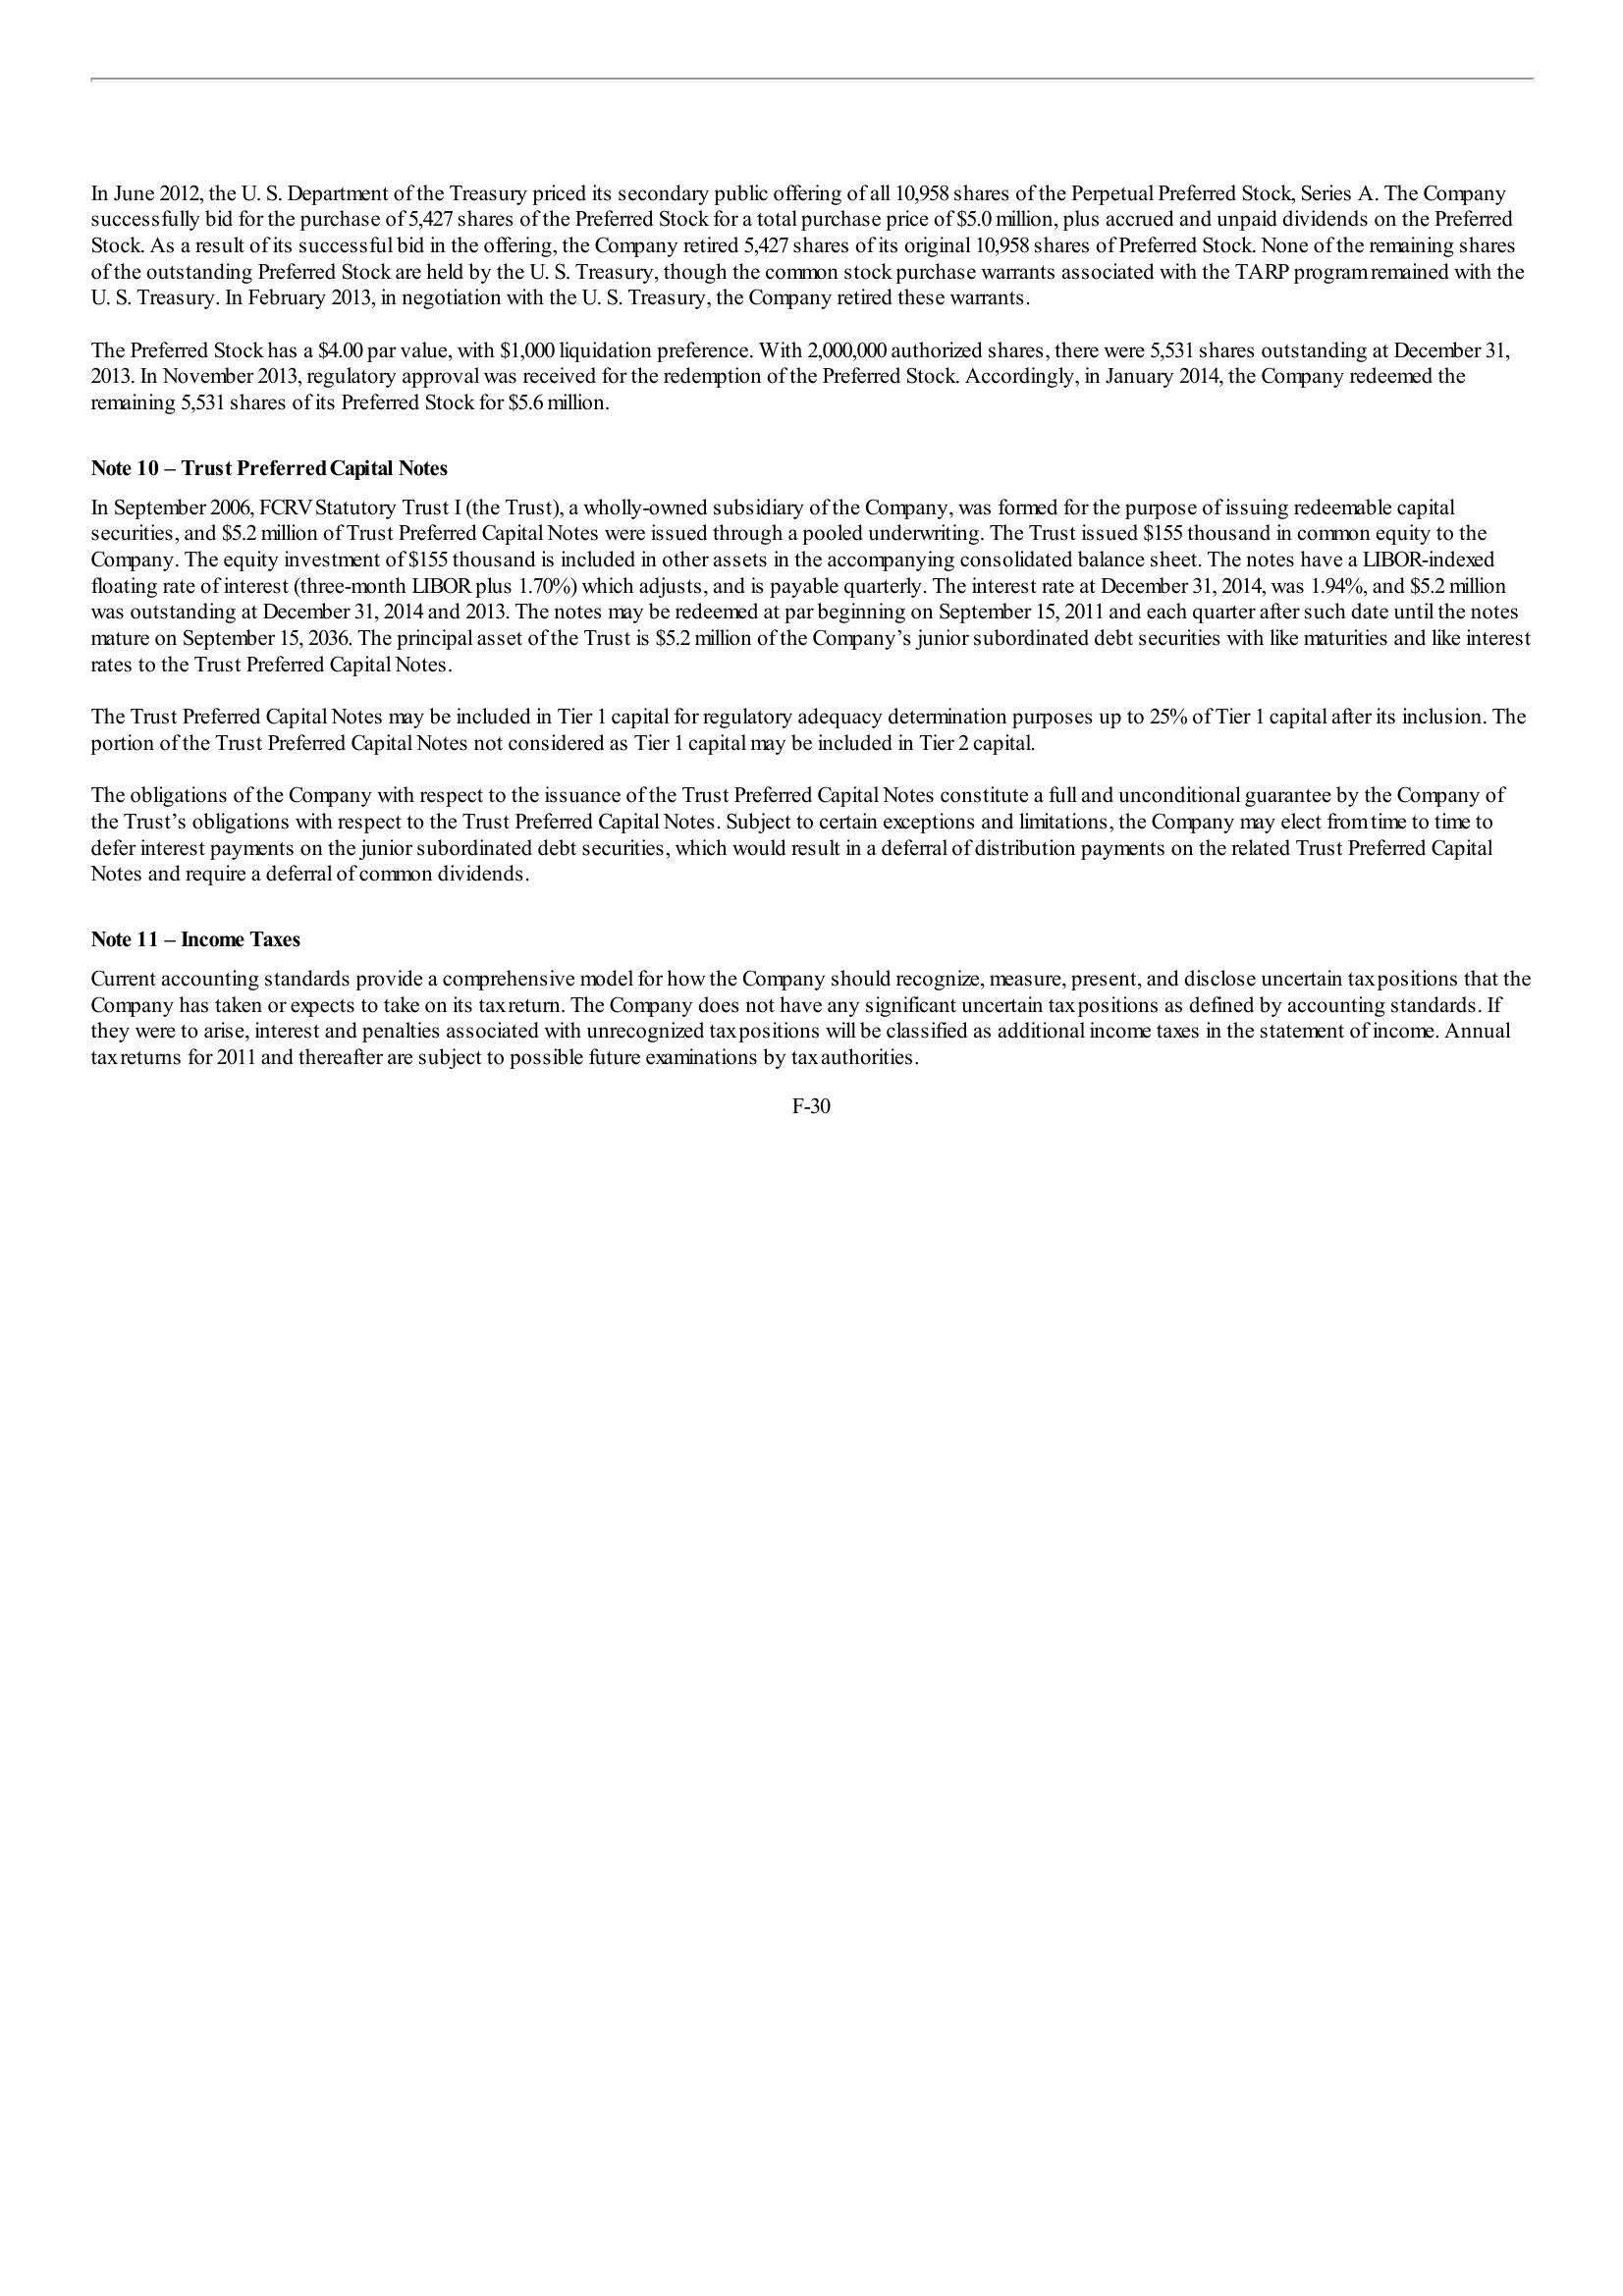 In June 2012, the U. S. Department of the Treasury priced its secondary public offering of all 10,958 shares of the Perpetual Preferred Stock, Series A. The Company
successfully bid for the purchase of 5,427 shares of the Preferred Stock for a total purchase price of $5.0 million, plus accrued and unpaid dividends on the Preferred
Stock. As a result of its successful bid in the offering, the Company retired 5,427 shares of its original 10,958 shares of Preferred Stock. None of the remaining shares
of the outstanding Preferred Stock are held by the U. S. Treasury, though the common stock purchase warrants associated with the TARP program remained with the
U. S. Treasury. In February 2013, in negotiation with the U. S. Treasury, the Company retired these warrants.
The Preferred Stock has a $4.00 par value, with $1,000 liquidation preference. With 2,000,000 authorized shares, there were 5,531 shares outstanding at December 31,
2013. In November 2013, regulatory approval was received for the redemption of the Preferred Stock. Accordingly, in January 2014, the Company redeemed the
remaining 5,531 shares of its Preferred Stock for $5.6 million.
Note 10 – Trust Preferred Capital Notes
In September 2006, FCRV Statutory Trust I (the Trust), a wholly-owned subsidiary of the Company, was formed for the purpose of issuing redeemable capital
securities, and $5.2 million of Trust Preferred Capital Notes were issued through a pooled underwriting. The Trust issued $155 thousand in common equity to the
Company. The equity investment of $155 thousand is included in other assets in the accompanying consolidated balance sheet. The notes have a LIBOR-indexed
floating rate of interest (three-month LIBOR plus 1.70%) which adjusts, and is payable quarterly. The interest rate at December 31, 2014, was 1.94%, and $5.2 million
was outstanding at December 31, 2014 and 2013. The notes may be redeemed at par beginning on September 15, 2011 and each quarter after such date until the notes
mature on September 15, 2036. The principal asset of the Trust is $5.2 million of the Company’s junior subordinated debt securities with like maturities and like interest
rates to the Trust Preferred Capital Notes.
The Trust Preferred Capital Notes may be included in Tier 1 capital for regulatory adequacy determination purposes up to 25% of Tier 1 capital after its inclusion. The
portion of the Trust Preferred Capital Notes not considered as Tier 1 capital may be included in Tier 2 capital.
The obligations of the Company with respect to the issuance of the Trust Preferred Capital Notes constitute a full and unconditional guarantee by the Company of
the Trust’s obligations with respect to the Trust Preferred Capital Notes. Subject to certain exceptions and limitations, the Company may elect from time to time to
defer interest payments on the junior subordinated debt securities, which would result in a deferral of distribution payments on the related Trust Preferred Capital
Notes and require a deferral of common dividends.
Note 11 – Income Taxes
Current accounting standards provide a comprehensive model for how the Company should recognize, measure, present, and disclose uncertain tax positions that the
Company has taken or expects to take on its tax return. The Company does not have any significant uncertain tax positions as defined by accounting standards. If
they were to arise, interest and penalties associated with unrecognized tax positions will be classified as additional income taxes in the statement of income. Annual
tax returns for 2011 and thereafter are subject to possible future examinations by tax authorities.
F-30